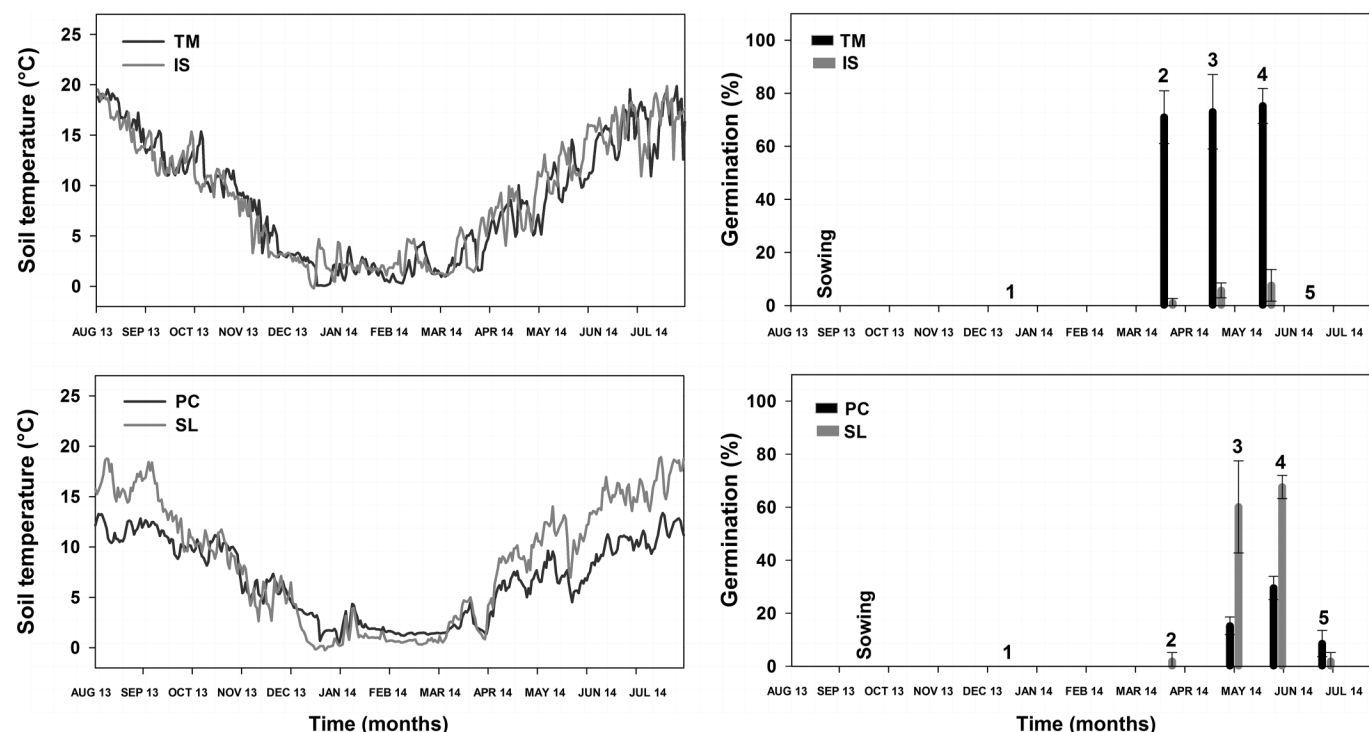 Soil temperature (°C)
25
20
15
10
5
0
TM
IS
AUG 13 SEP 13 OCT 13 NOV 13 DEC 13 JAN 14 FEB 14 MAR 14 APR 14 MAY 14 JUN 14 JUL 14
Germination (%)
100
80
60
40
20
0
TM
IS
Sowing
1
2
3
4
5
AUG 13 SEP 13 OCT 13 NOV 13 DEC 13 JAN 14 FEB 14 MAR 14 APR 14 MAY 14 JUN 14 JUL 14
Soil temperature (°C)
25
20
15
10
5
0
PC
SL
AUG 13 SEP 13 OCT 13 NOV 13 DEC 13 JAN 14 FEB 14 MAR 14 APR 14 MAY 14 JUN 14 JUL 14
Time (months)
Germination (%)
100
80
60
40
20
0
PC
SL
Sowing
1
2
3
4
5
AUG 13 SEP 13 OCT 13 NOV 13 DEC 13 JAN 14 FEB 14 MAR 14 APR 14 MAY 14 JUN 14 JUL 14
Time (months)